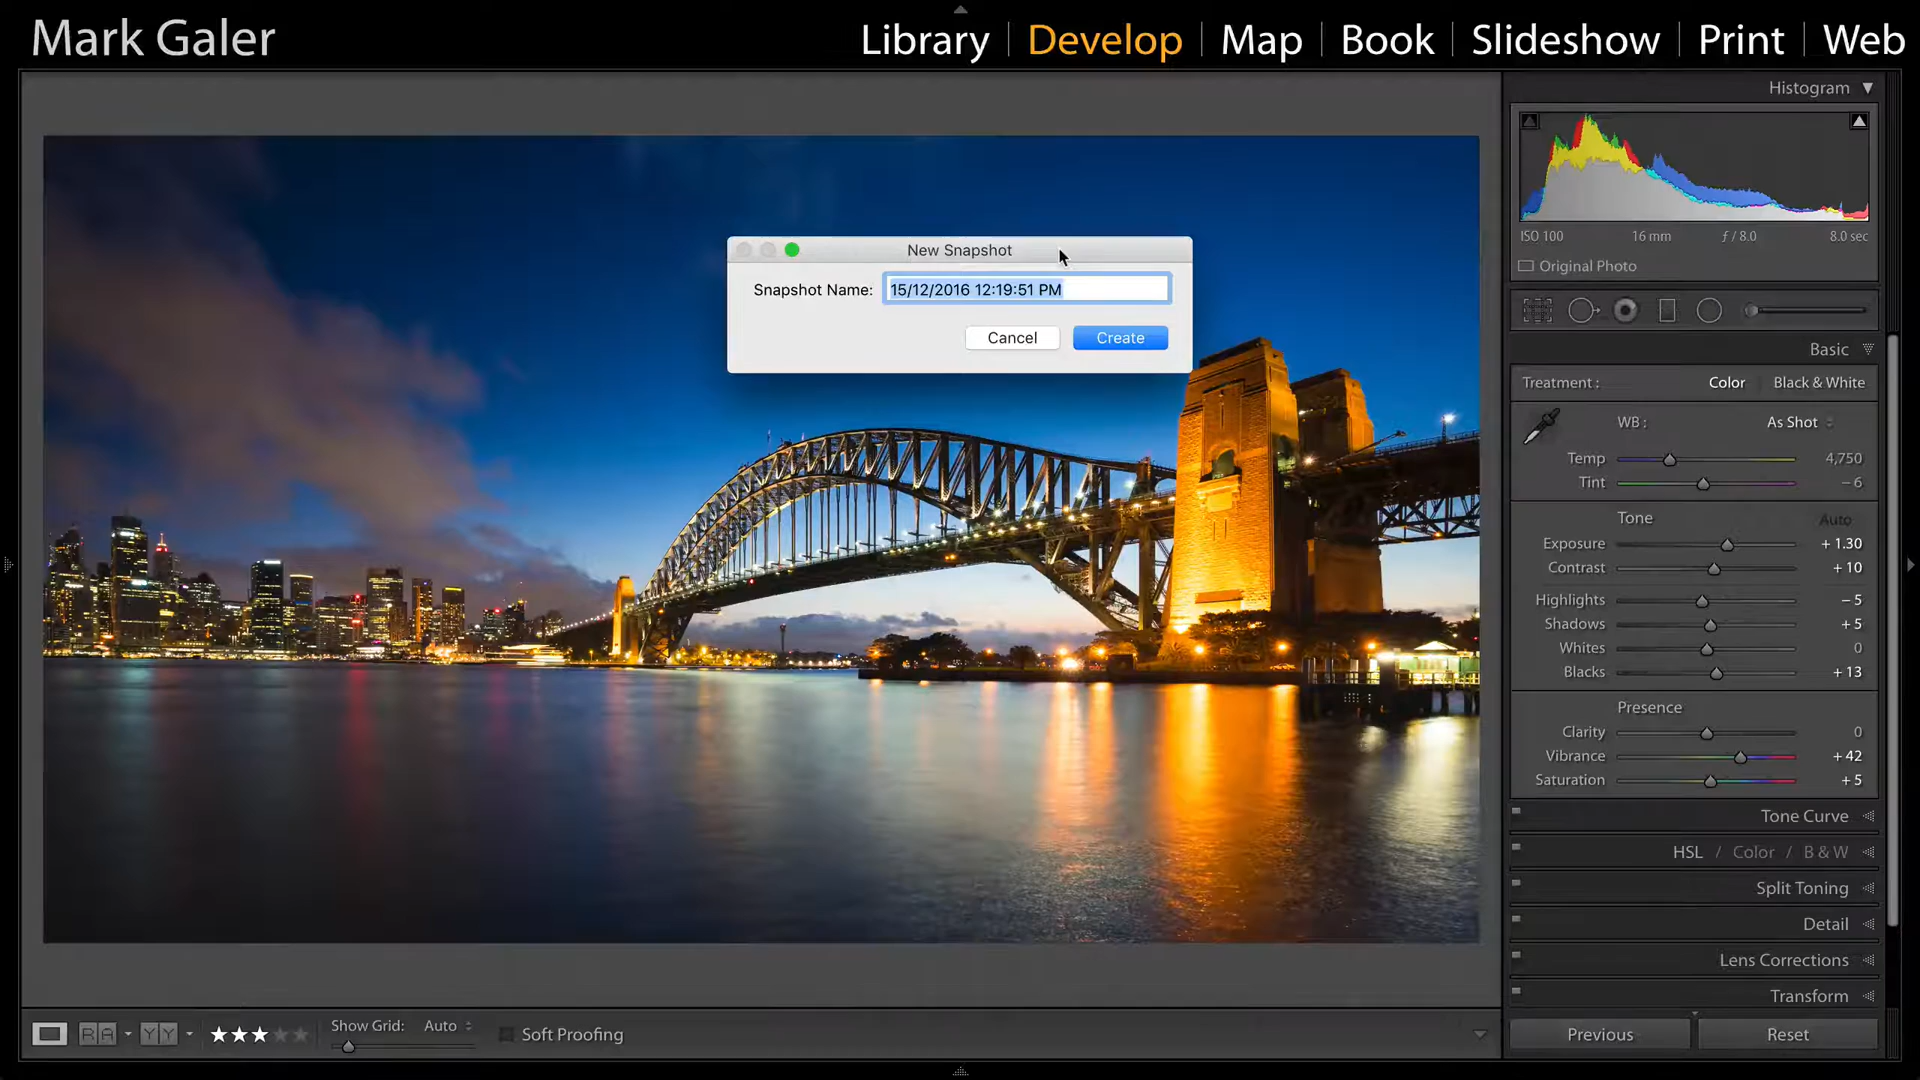 Mark Galer
Library | Develop | Map | Book | Slideshow | Print | Web
Histogram
ISO 100 16 mm ƒ / 8.0 8.0 sec
Original Photo
New Snapshot
Snapshot Name: 15/12/2016 12:19:51 PM
Cancel Create
Basic
Treatment : Color Black & White
WB : As Shot
Temp 4,750
Tint – 6
Tone Auto
Exposure + 1.30
Contrast + 10
Highlights – 5
Shadows + 5
Whites 0
Blacks + 13
Presence
Clarity 0
Vibrance + 42
Saturation + 5
Tone Curve
HSL / Color / B & W
Split Toning
Detail
Lens Corrections
Transform
R A Y Y Show Grid: Auto Soft Proofing
Previous Reset